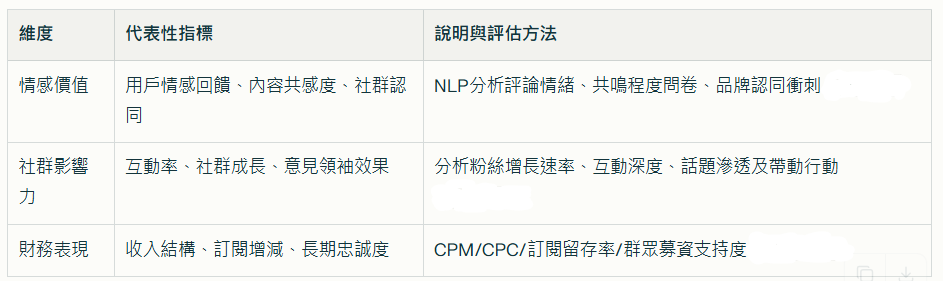 維度 代表性指標 說明與評估方法
情感價值 用戶情感回饋、內容共感度、社群認 NLP分析評論情緒、共鳴程度問卷、品牌認同衝刺
同
社群影響 互動率、社群成長、意見領袖效果 分析粉絲增長速率、互動深度、話題滲透及帶動行動
力
財務表現 收入結構、訂閱增減、長期忠誠度 CPM/CPC/訂閱留存率/群眾募資支持度